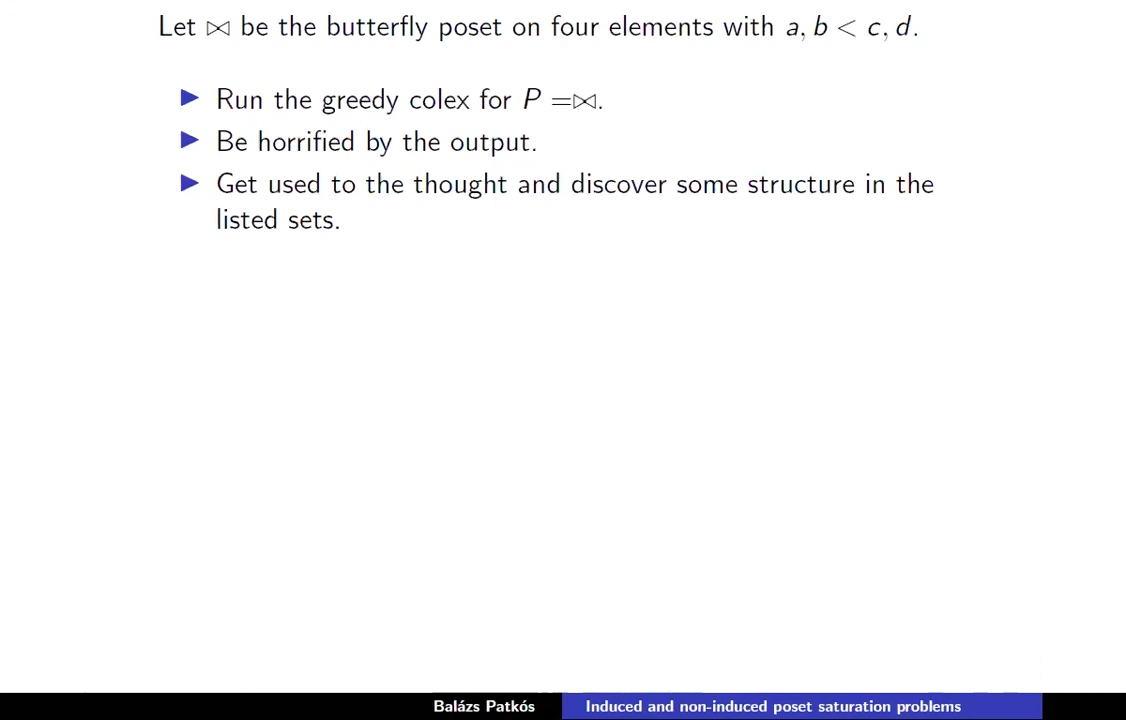 Let ⋈ be the butterfly poset on four elements with a, b < c, d.
▶ Run the greedy colex for P =⋈.
▶ Be horrified by the output.
▶ Get used to the thought and discover some structure in the
listed sets.
Balázs Patkós
Induced and non-induced poset saturation problems